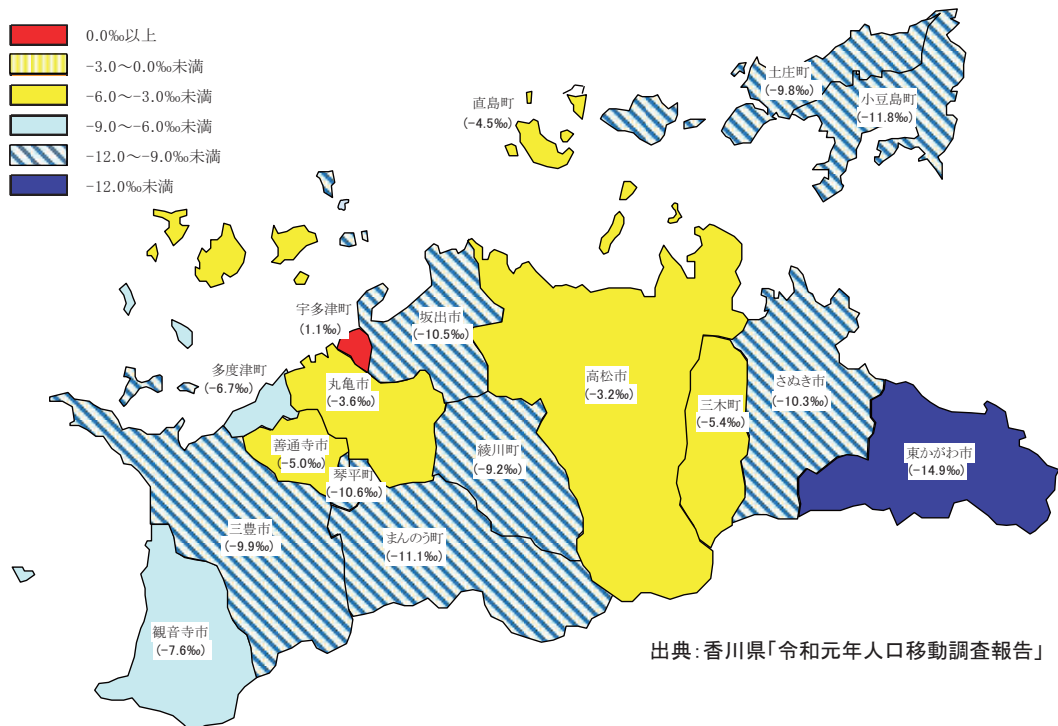 0.0‰以上
-3.0～0.0‰未満
-6.0～-3.0‰未満
-9.0～-6.0‰未満
-12.0～-9.0‰未満
-12.0‰未満
土庄町
(-9.8‰)
小豆島町
(-11.8‰)
直島町
(-4.5‰)
宇多津町
(1.1‰)
坂出市
(-10.5‰)
多度津町
(-6.7‰)
丸亀市
(-3.6‰)
高松市
(-3.2‰)
三木町
(-5.4‰)
さぬき市
(-10.3‰)
善通寺市
(-5.0‰)
琴平町
(-10.6‰)
綾川町
(-9.2‰)
東かがわ市
(-14.9‰)
三豊市
(-9.9‰)
まんのう町
(-11.1‰)
観音寺市
(-7.6‰)
出典:香川県「令和元年人口移動調査報告」